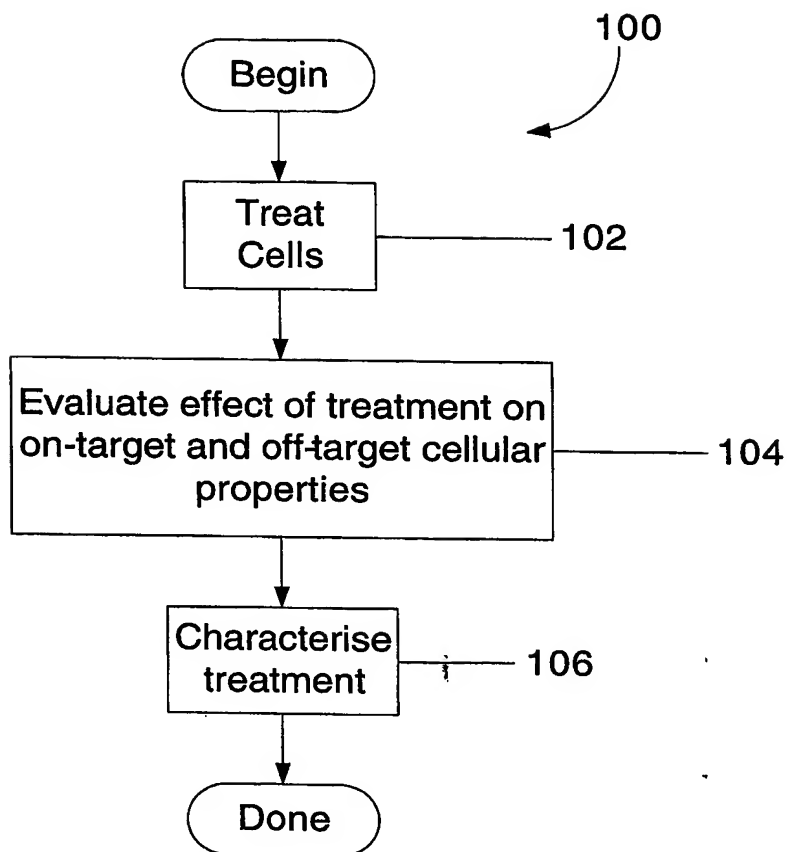 100
Begin
Treat
Cells
102
Evaluate effect of treatment on
on-target and off-target cellular
properties
104
Characterise
treatment
106
Done